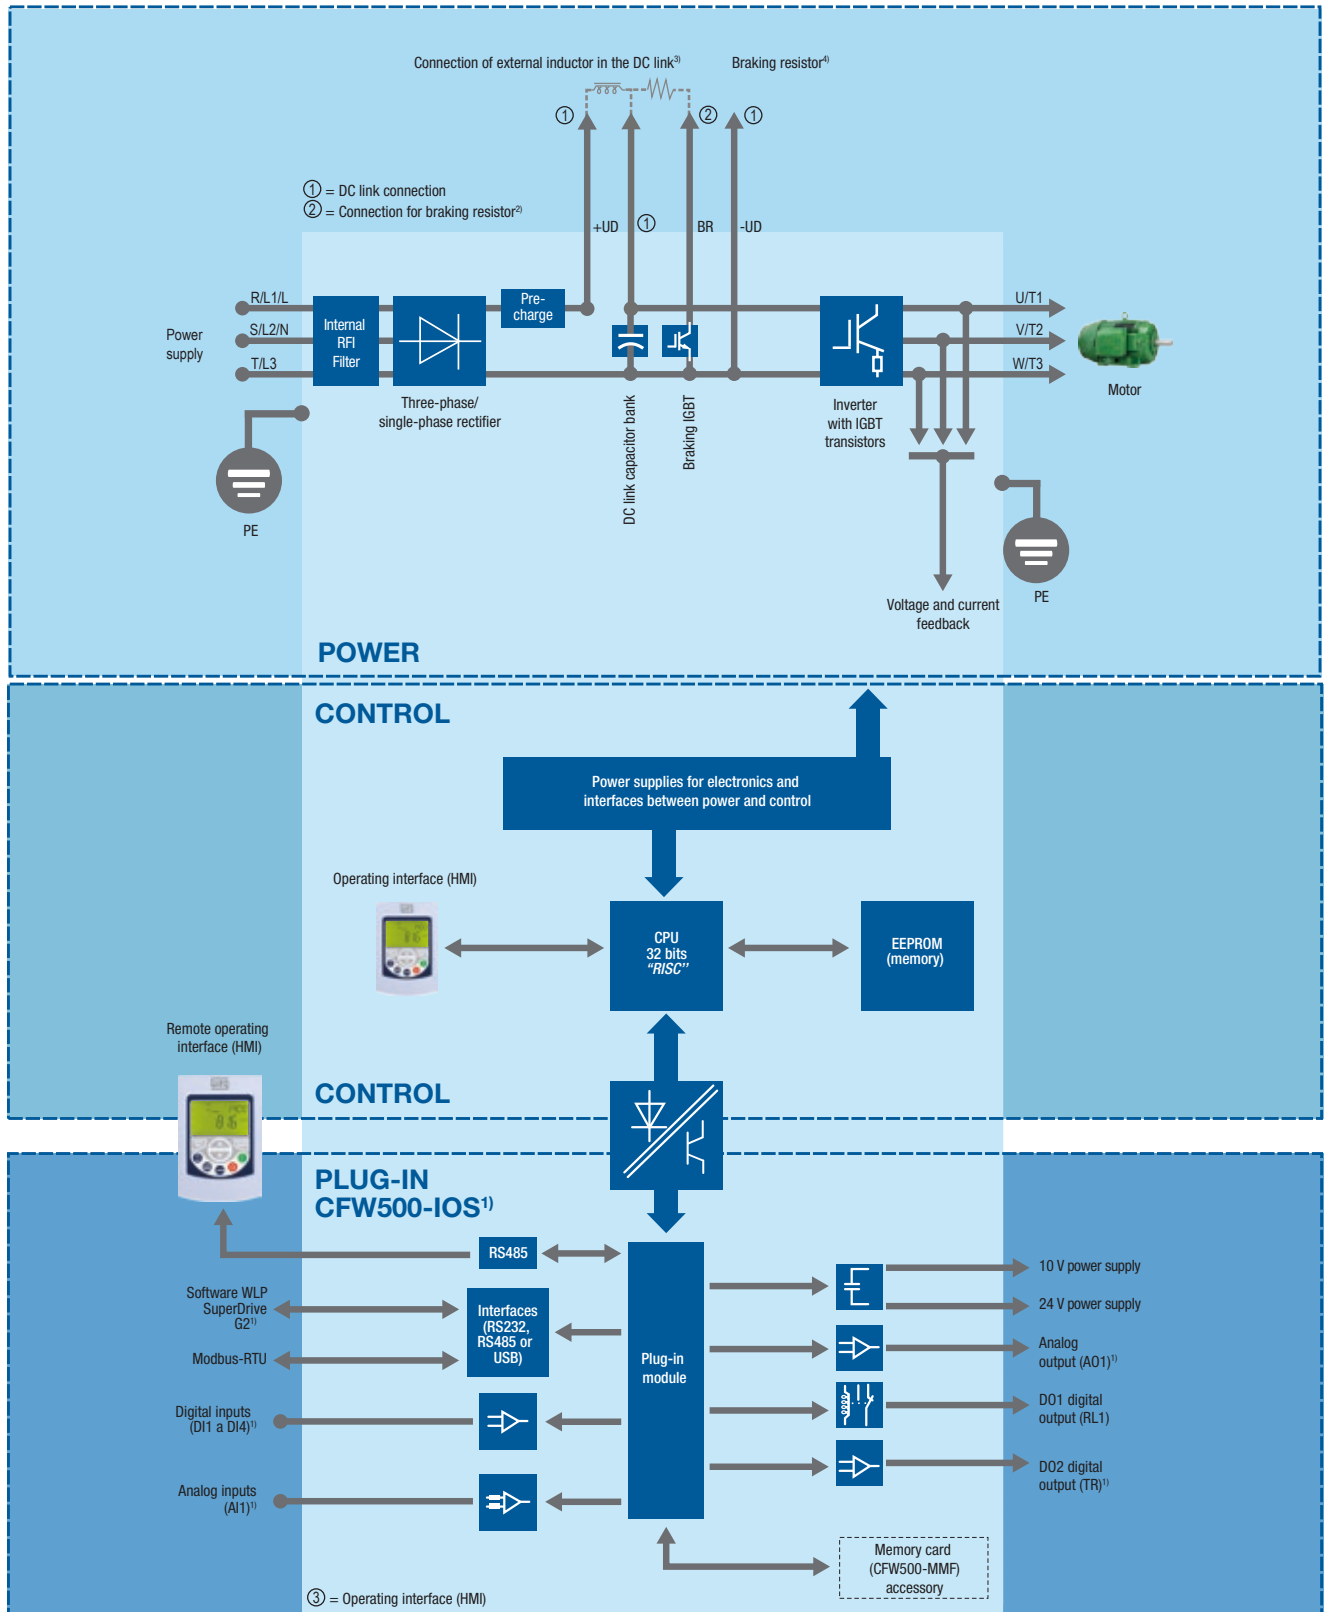 Connection of external inductor in the DC link3)
Braking resistor4)
① ② ①
① = DC link connection
② = Connection for braking resistor2)
+UD ① BR -UD
R/L1/L
S/L2/N
T/L3
Power
supply
Internal
RFI
Filter
Pre-
charge
Three-phase/
single-phase rectifier
DC link capacitor bank
Braking IGBT
Inverter
with IGBT
transistors
U/T1
V/T2
W/T3
Motor
PE
PE
Voltage and current
feedback
POWER
CONTROL
Power supplies for electronics and
interfaces between power and control
Operating interface (HMI)
CPU
32 bits
“RISC’’
EEPROM
(memory)
Remote operating
interface (HMI)
CONTROL
PLUG-IN
CFW500-IOS1)
RS485
Software WLP
SuperDrive
G21)
Modbus-RTU
Interfaces
(RS232,
RS485 or
USB)
Digital inputs
(DI1 a DI4)1)
Analog inputs
(AI1)1)
Plug-in
module
10 V power supply
24 V power supply
Analog
output (AO1)1)
DO1 digital
output (RL1)
DO2 digital
output (TR)1)
Memory card
(CFW500-MMF)
accessory
③ = Operating interface (HMI)